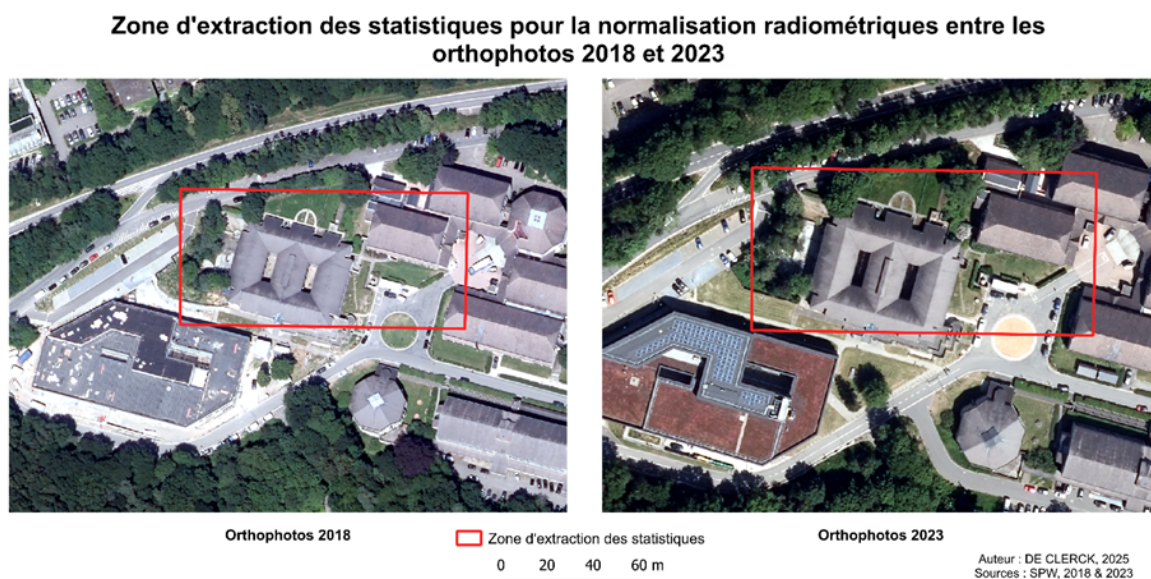 Zone d'extraction des statistiques pour la normalisation radiométriques entre les
orthophotos 2018 et 2023
Orthophotos 2018
Orthophotos 2023
Zone d'extraction des statistiques
0 20 40 60 m
Auteur : DE CLERCK, 2025
Sources : SPW, 2018 & 2023